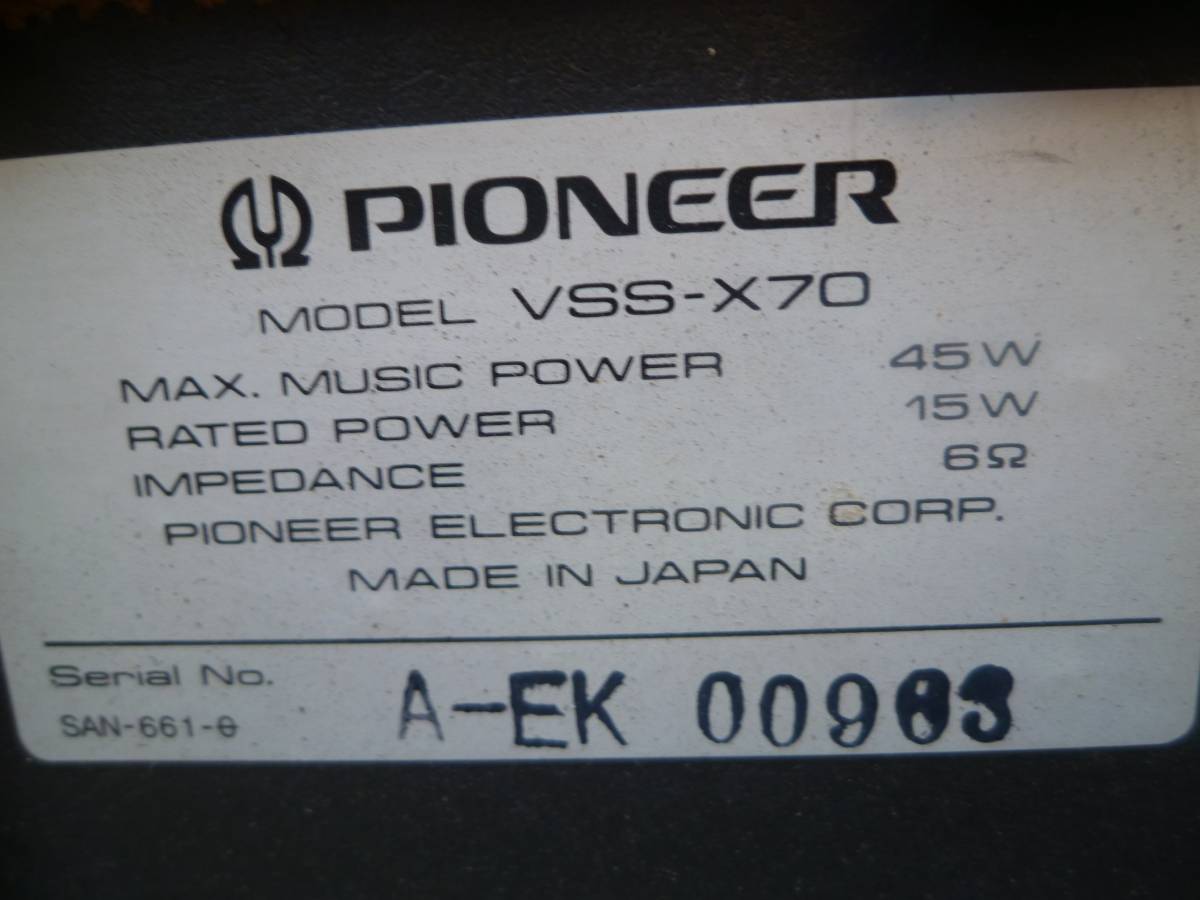 PIONEER
MODEL VSS-X70
MAX. MUSIC POWER 45W
RATED POWER 15W
IMPEDANCE 6Ω
PIONEER ELECTRONIC CORP.
MADE IN JAPAN
Serial No.
SAN-661-0
A-EK